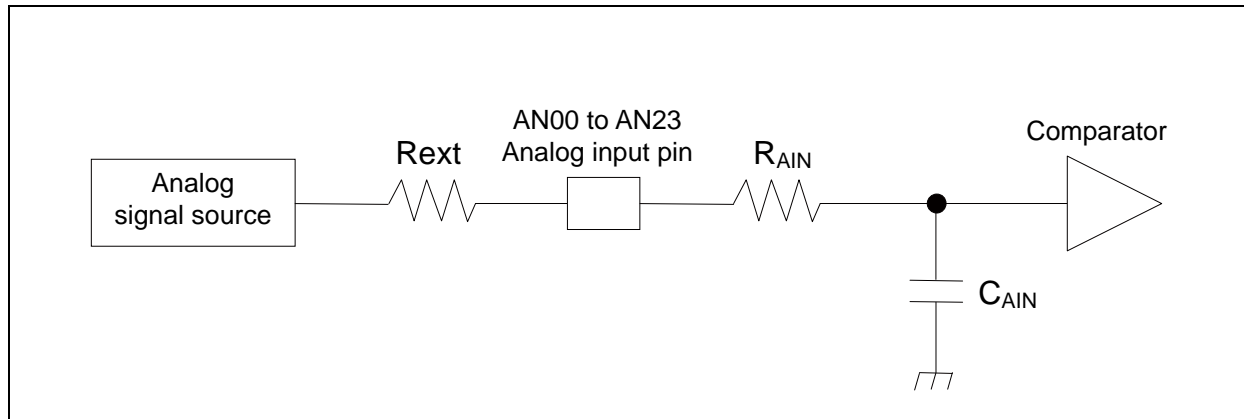 Analog
signal source
Rext
AN00 to AN23
Analog input pin
RAIN
Comparator
CAIN